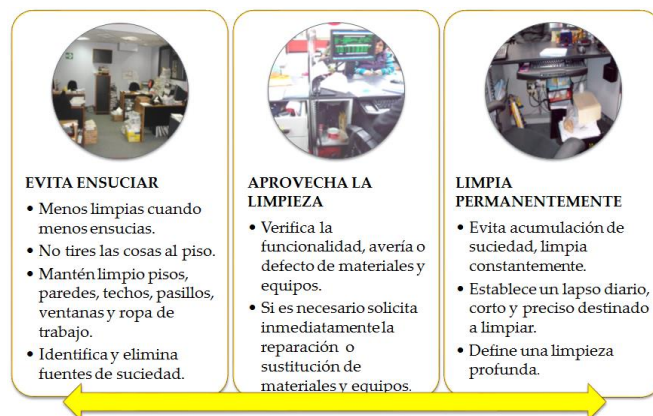 EVITA ENSUCIAR
• Menos limpias cuando
menos ensucias.
• No tires las cosas al piso.
• Mantén limpio pisos,
paredes, techos, pasillos,
ventanas y ropa de
trabajo.
• Identifica y elimina
fuentes de suciedad.
APROVECHA LA
LIMPIEZA
• Verifica la
funcionalidad, avería o
defecto de materiales y
equipos.
• Si es necesario solicita
inmediatamente la
reparación o
sustitución de
materiales y equipos.
LIMPIA
PERMANENTEMENTE
• Evita acumulación de
suciedad, limpia
constantemente.
• Establece un lapso diario,
corto y preciso destinado
a limpiar.
• Define una limpieza
profunda.